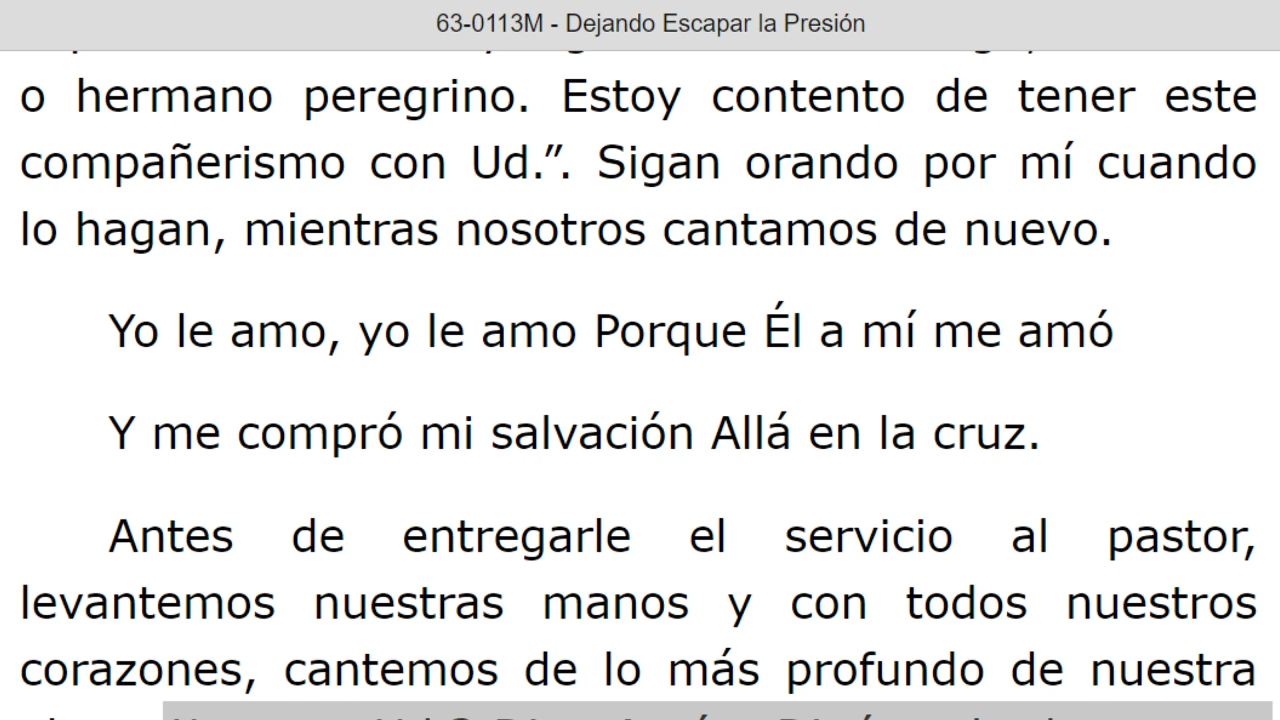 63-0113M - Dejando Escapar la Presión
o hermano peregrino. Estoy contento de tener este
compañerismo con Ud.”. Sigan orando por mí cuando
lo hagan, mientras nosotros cantamos de nuevo.
Yo le amo, yo le amo Porque Él a mí me amó
Y me compró mi salvación Allá en la cruz.
Antes de entregarle el servicio al pastor,
levantemos nuestras manos y con todos nuestros
corazones, cantemos de lo más profundo de nuestra